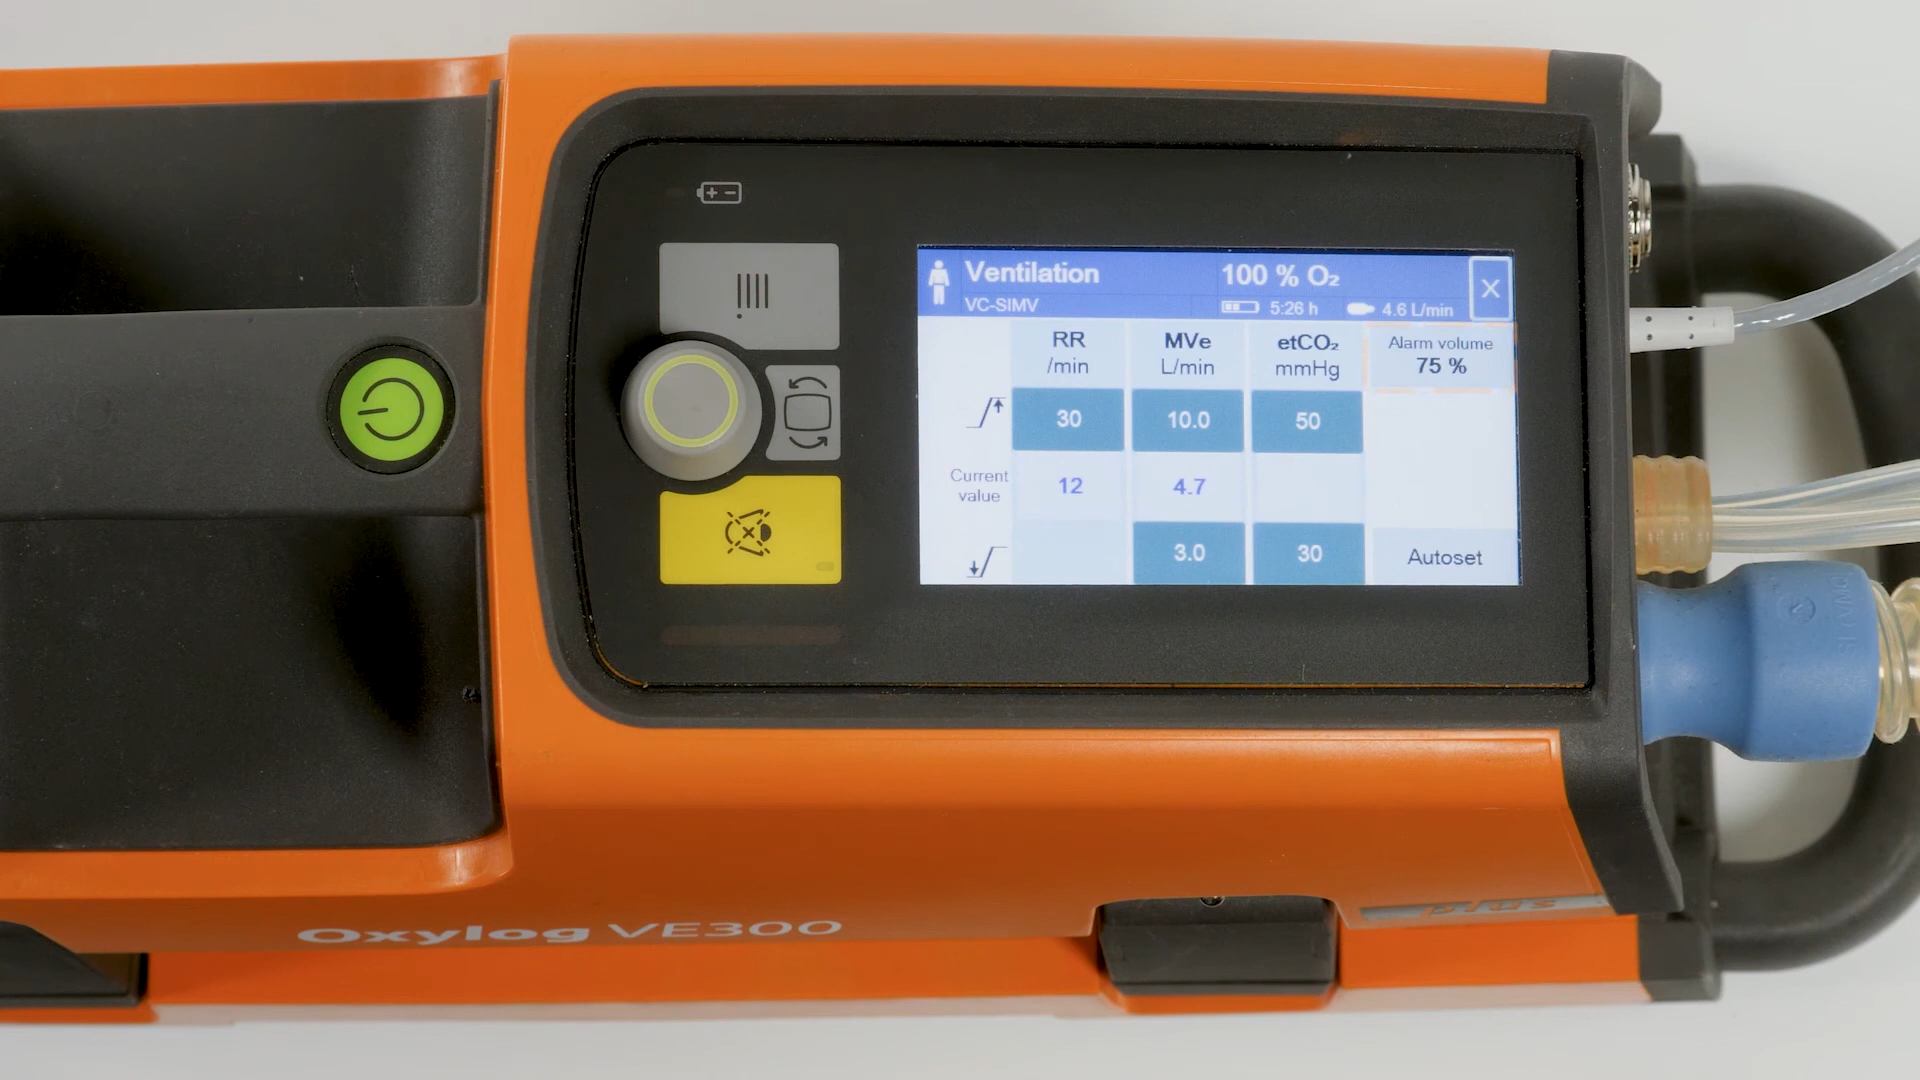 Ventilation
100 % O₂
X
VC-SIMV
5:26 h
4.6 L/min
RR
/min
MVe
L/min
etCO₂
mmHg
Alarm volume
75 %
30
10.0
50
Current
value
12
4.7
3.0
30
Autoset
Oxylog VE300
plus